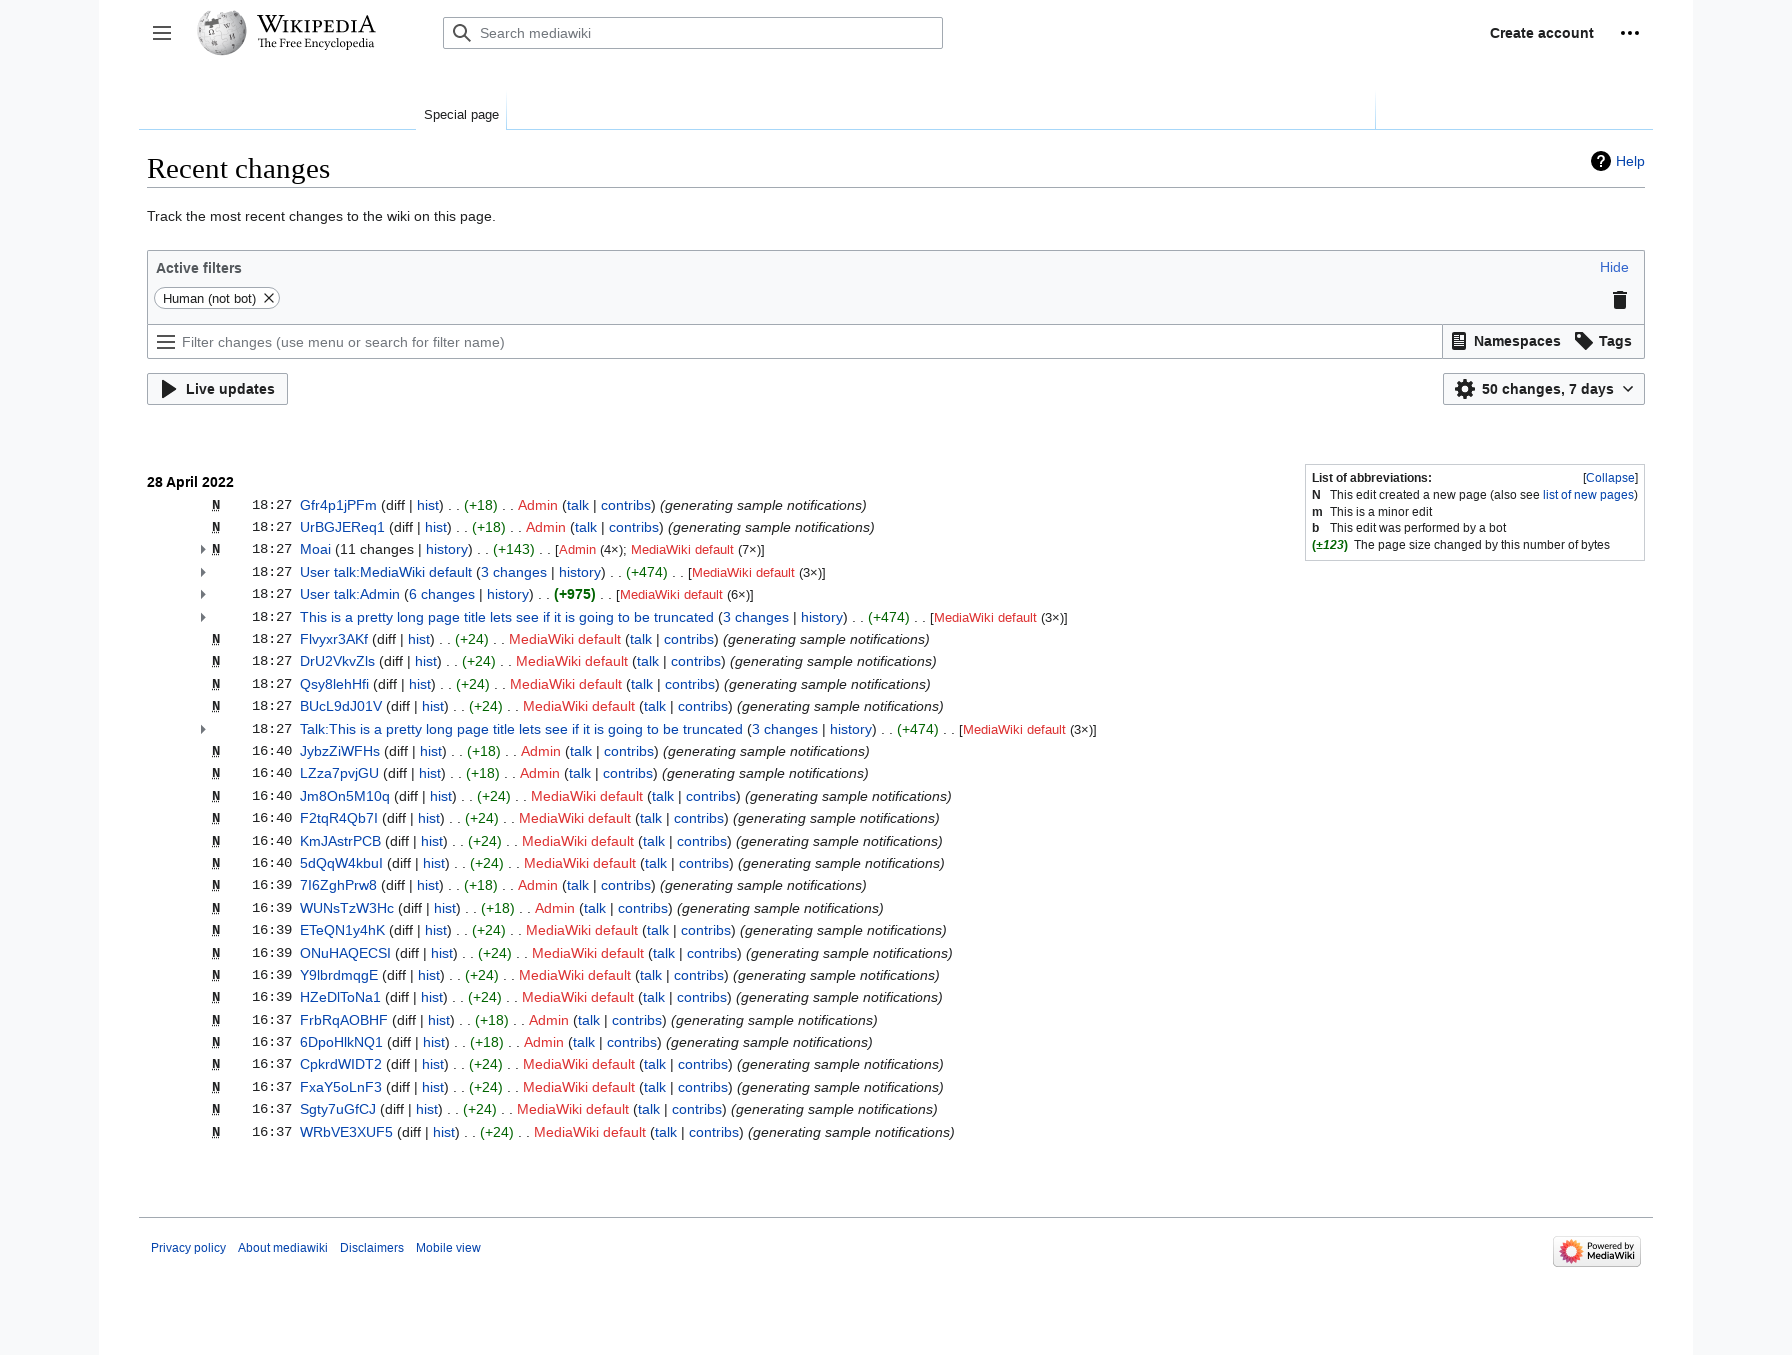 WIKIPEDIA
The Free Encyclopedia
Search mediawiki
Create account
Special page
Recent changes
Help
Track the most recent changes to the wiki on this page.
Active filters
Hide
Human (not bot)
Filter changes (use menu or search for filter name)
Namespaces
Tags
Live updates
50 changes, 7 days
List of abbreviations: [Collapse]
N This edit created a new page (also see list of new pages)
m This is a minor edit
b This edit was performed by a bot
(±123) The page size changed by this number of bytes
28 April 2022
N 18:27 Gfr4p1jPFm (diff | hist) . . (+18) . . Admin (talk | contribs) (generating sample notifications)
N 18:27 UrBGJEReq1 (diff | hist) . . (+18) . . Admin (talk | contribs) (generating sample notifications)
N 18:27 Moai (11 changes | history) . . (+143) . . [Admin (4×); MediaWiki default (7×)]
18:27 User talk:MediaWiki default (3 changes | history) . . (+474) . . [MediaWiki default (3×)]
18:27 User talk:Admin (6 changes | history) . . (+975) . . [MediaWiki default (6×)]
18:27 This is a pretty long page title lets see if it is going to be truncated (3 changes | history) . . (+474) . . [MediaWiki default (3×)]
N 18:27 Flvyxr3AKf (diff | hist) . . (+24) . . MediaWiki default (talk | contribs) (generating sample notifications)
N 18:27 DrU2VkvZls (diff | hist) . . (+24) . . MediaWiki default (talk | contribs) (generating sample notifications)
N 18:27 Qsy8lehHfi (diff | hist) . . (+24) . . MediaWiki default (talk | contribs) (generating sample notifications)
N 18:27 BUcL9dJ01V (diff | hist) . . (+24) . . MediaWiki default (talk | contribs) (generating sample notifications)
18:27 Talk:This is a pretty long page title lets see if it is going to be truncated (3 changes | history) . . (+474) . . [MediaWiki default (3×)]
N 16:40 JybzZiWFHs (diff | hist) . . (+18) . . Admin (talk | contribs) (generating sample notifications)
N 16:40 LZza7pvjGU (diff | hist) . . (+18) . . Admin (talk | contribs) (generating sample notifications)
N 16:40 Jm8On5M10q (diff | hist) . . (+24) . . MediaWiki default (talk | contribs) (generating sample notifications)
N 16:40 F2tqR4Qb7I (diff | hist) . . (+24) . . MediaWiki default (talk | contribs) (generating sample notifications)
N 16:40 KmJAstrPCB (diff | hist) . . (+24) . . MediaWiki default (talk | contribs) (generating sample notifications)
N 16:40 5dQqW4kbuI (diff | hist) . . (+24) . . MediaWiki default (talk | contribs) (generating sample notifications)
N 16:39 7I6ZghPrw8 (diff | hist) . . (+18) . . Admin (talk | contribs) (generating sample notifications)
N 16:39 WUNsTzW3Hc (diff | hist) . . (+18) . . Admin (talk | contribs) (generating sample notifications)
N 16:39 ETeQN1y4hK (diff | hist) . . (+24) . . MediaWiki default (talk | contribs) (generating sample notifications)
N 16:39 ONuHAQECSI (diff | hist) . . (+24) . . MediaWiki default (talk | contribs) (generating sample notifications)
N 16:39 Y9lbrdmqgE (diff | hist) . . (+24) . . MediaWiki default (talk | contribs) (generating sample notifications)
N 16:39 HZeDlToNa1 (diff | hist) . . (+24) . . MediaWiki default (talk | contribs) (generating sample notifications)
N 16:37 FrbRqAOBHF (diff | hist) . . (+18) . . Admin (talk | contribs) (generating sample notifications)
N 16:37 6DpoHlkNQ1 (diff | hist) . . (+18) . . Admin (talk | contribs) (generating sample notifications)
N 16:37 CpkrdWIDT2 (diff | hist) . . (+24) . . MediaWiki default (talk | contribs) (generating sample notifications)
N 16:37 FxaY5oLnF3 (diff | hist) . . (+24) . . MediaWiki default (talk | contribs) (generating sample notifications)
N 16:37 Sgty7uGfCJ (diff | hist) . . (+24) . . MediaWiki default (talk | contribs) (generating sample notifications)
N 16:37 WRbVE3XUF5 (diff | hist) . . (+24) . . MediaWiki default (talk | contribs) (generating sample notifications)
Privacy policy About mediawiki Disclaimers Mobile view
Powered by
MediaWiki